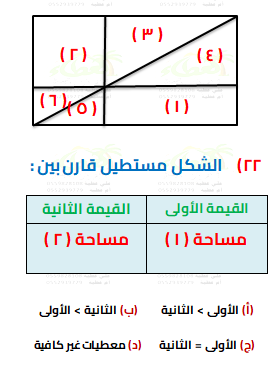 ( ٣ )
( ٢ )
( ٤ )
( ٦ )
( ٥ )
( ١ )
٢٢) الشكل مستطيل قارن بين :
القيمة الأولى
القيمة الثانية
مساحة ( ١ )
مساحة ( ٢ )
(أ) الأولى > الثانية
(ب) الثانية > الأولى
(ج) الأولى = الثانية
(د) معطيات غير كافية